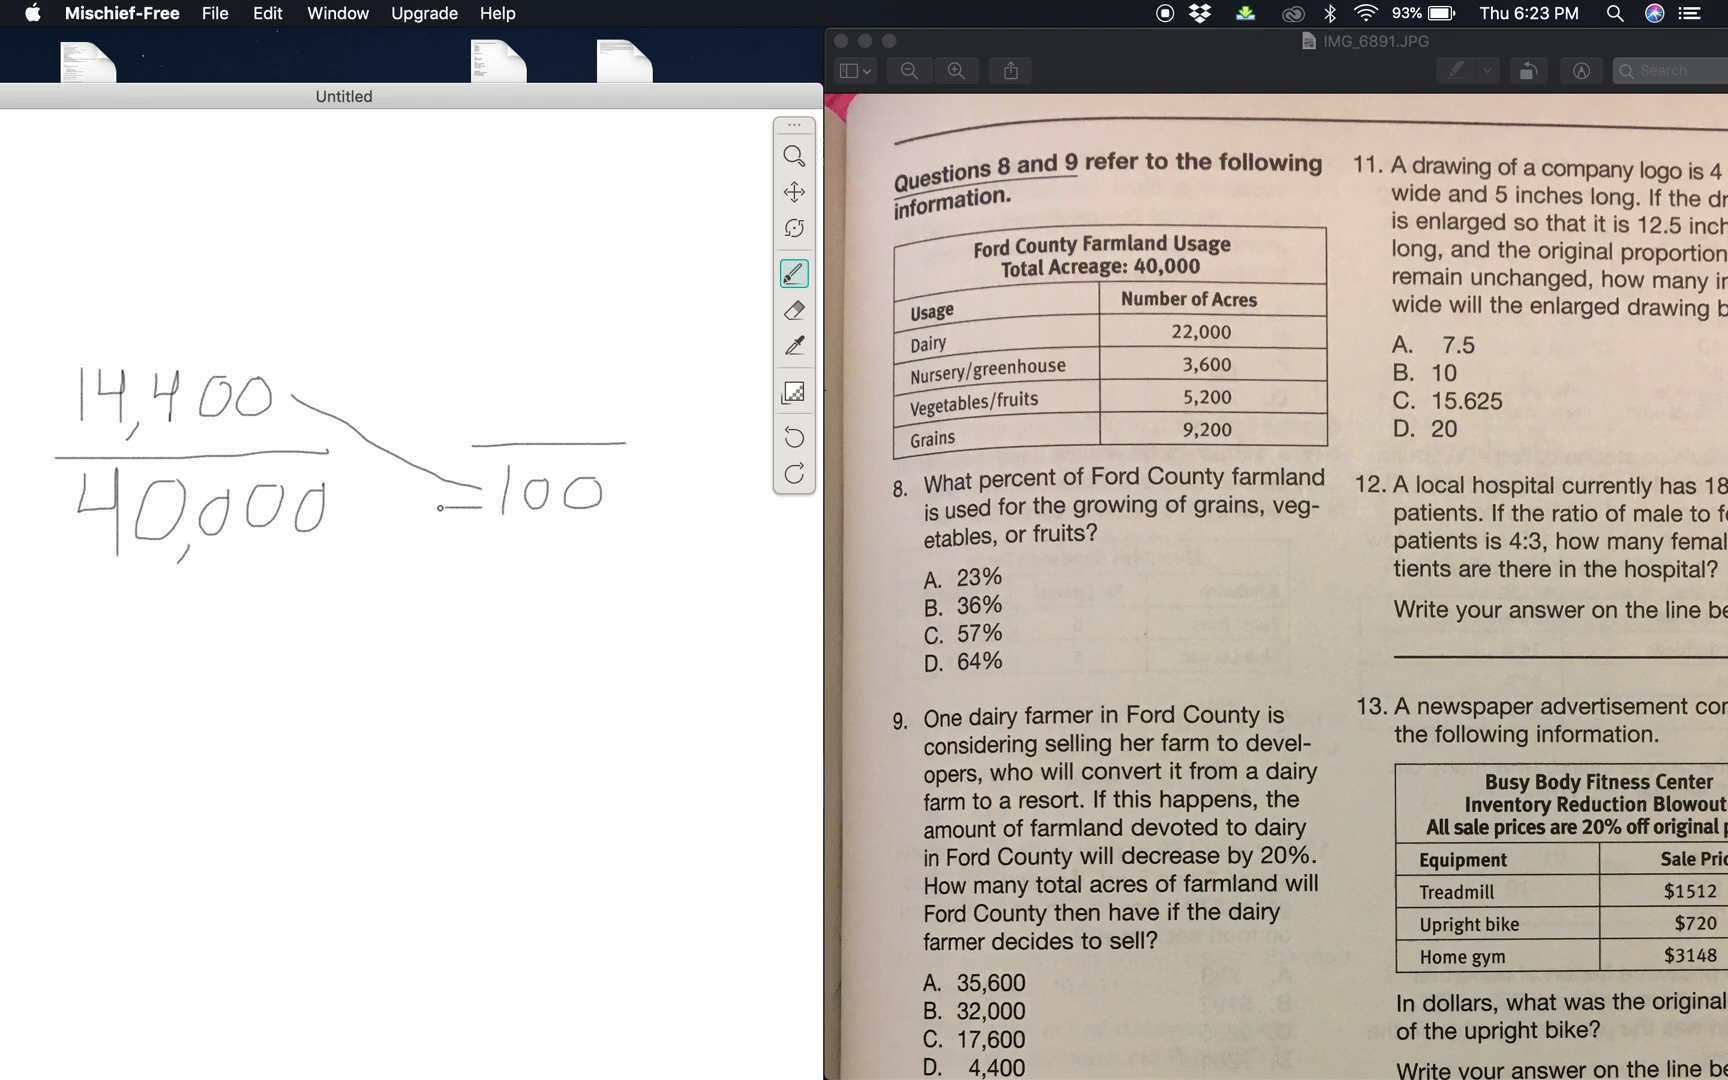 Mischief-Free File Edit Window Upgrade Help
93% Thu 6:23 PM
Untitled
IMG_6891.JPG
Search
14,400
40,000
=
100
Questions 8 and 9 refer to the following
information.
Ford County Farmland Usage
Total Acreage: 40,000
Usage Number of Acres
Dairy 22,000
Nursery/greenhouse 3,600
Vegetables/fruits 5,200
Grains 9,200
8. What percent of Ford County farmland
is used for the growing of grains, veg-
etables, or fruits?
A. 23%
B. 36%
C. 57%
D. 64%
9. One dairy farmer in Ford County is
considering selling her farm to devel-
opers, who will convert it from a dairy
farm to a resort. If this happens, the
amount of farmland devoted to dairy
in Ford County will decrease by 20%.
How many total acres of farmland will
Ford County then have if the dairy
farmer decides to sell?
A. 35,600
B. 32,000
C. 17,600
D. 4,400
11. A drawing of a company logo is 4
wide and 5 inches long. If the dr
is enlarged so that it is 12.5 inch
long, and the original proportion
remain unchanged, how many in
wide will the enlarged drawing b
A. 7.5
B. 10
C. 15.625
D. 20
12. A local hospital currently has 18
patients. If the ratio of male to fe
patients is 4:3, how many femal
tients are there in the hospital?
Write your answer on the line be
13. A newspaper advertisement con
the following information.
Busy Body Fitness Center
Inventory Reduction Blowout
All sale prices are 20% off original p
Equipment Sale Pric
Treadmill $1512
Upright bike $720
Home gym $3148
In dollars, what was the original
of the upright bike?
Write your answer on the line be